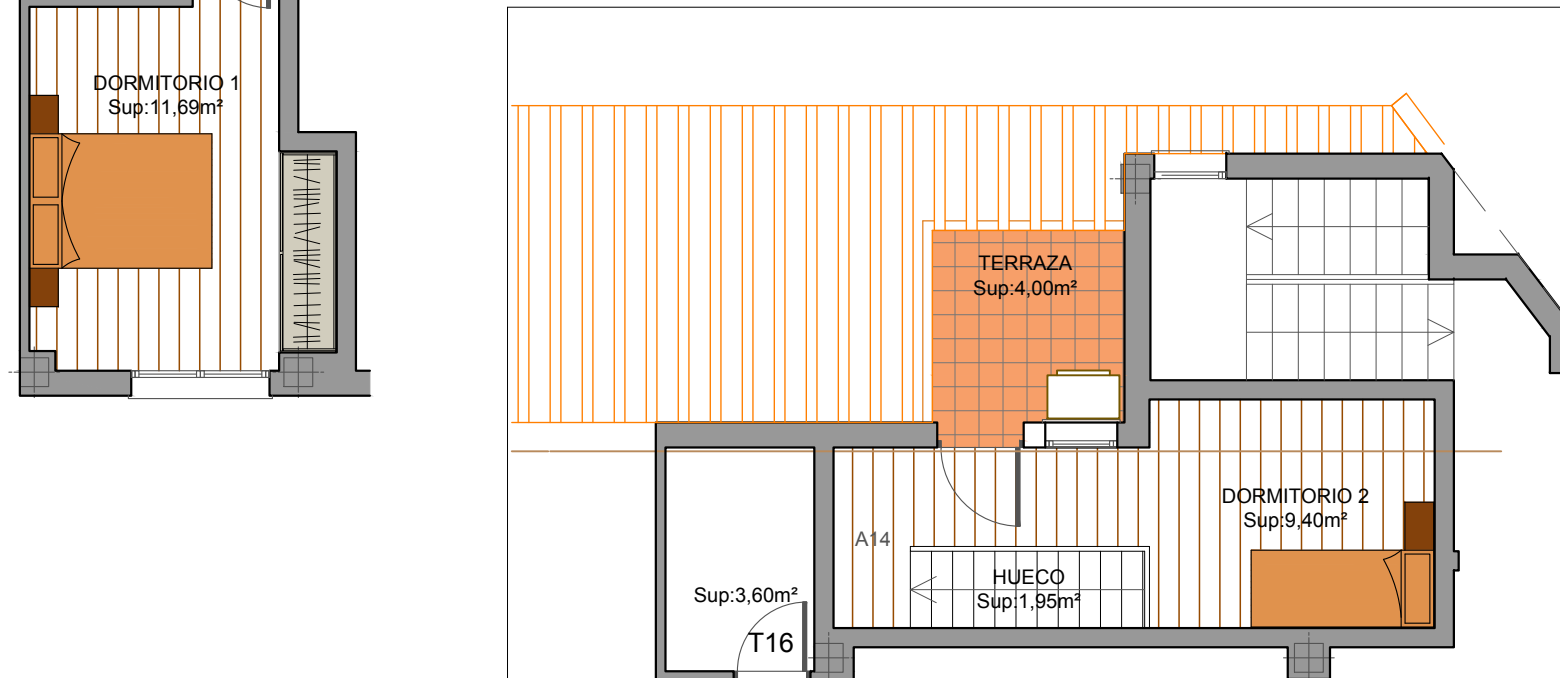 DORMITORIO 1
Sup:11,69m²
TERRAZA
Sup:4,00m²
DORMITORIO 2
Sup:9,40m²
A14
HUECO
Sup:1,95m²
Sup:3,60m²
T16